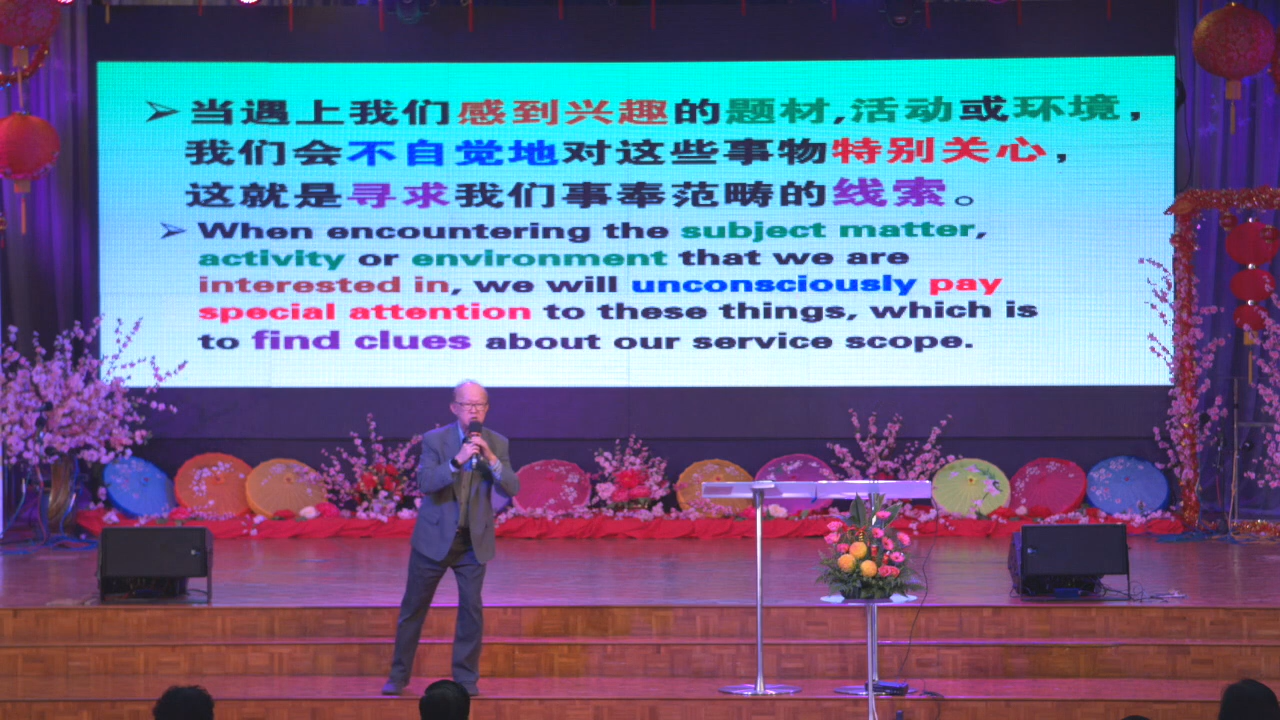 ➢当遇上我们感到兴趣的题材,活动或环境，
我们会不自觉地对这些事物特别关心，
这就是寻求我们事奉范畴的线索。
➢When encountering the subject matter,
activity or environment that we are
interested in, we will unconsciously pay
special attention to these things, which is
to find clues about our service scope.